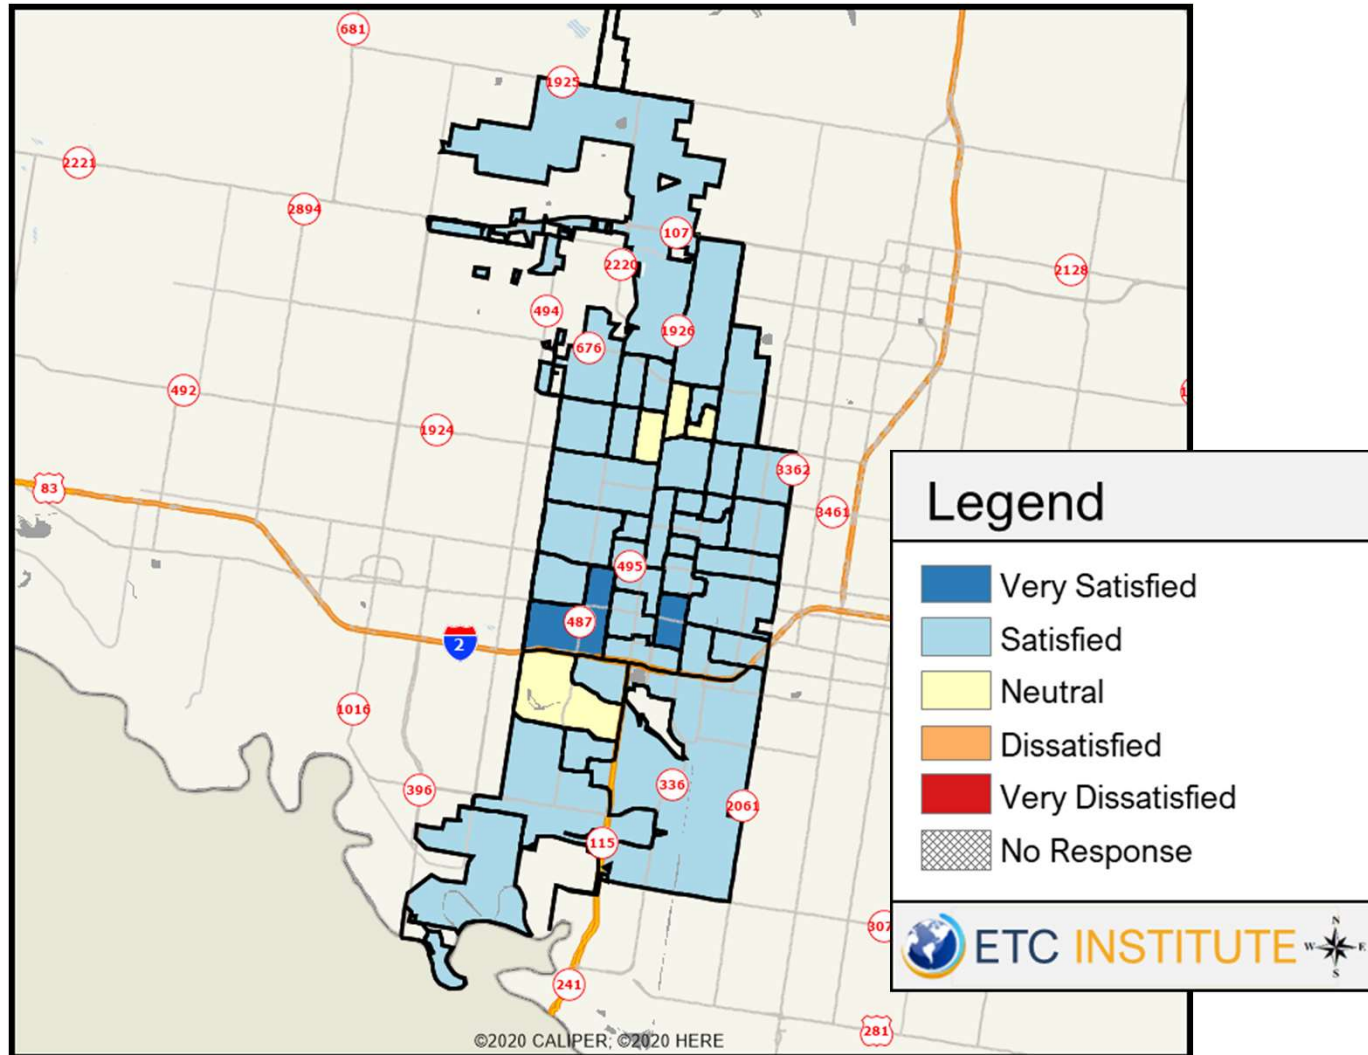 681
1925
2221
2894
107
2220
2128
494
1926
676
492
1924
83
3362
3461
495
487
2
1016
396
336
2061
115
307
241
281
©2020 CALIPER; ©2020 HERE
Legend
Very Satisfied
Satisfied
Neutral
Dissatisfied
Very Dissatisfied
No Response
ETC INSTITUTE
N
W E
S